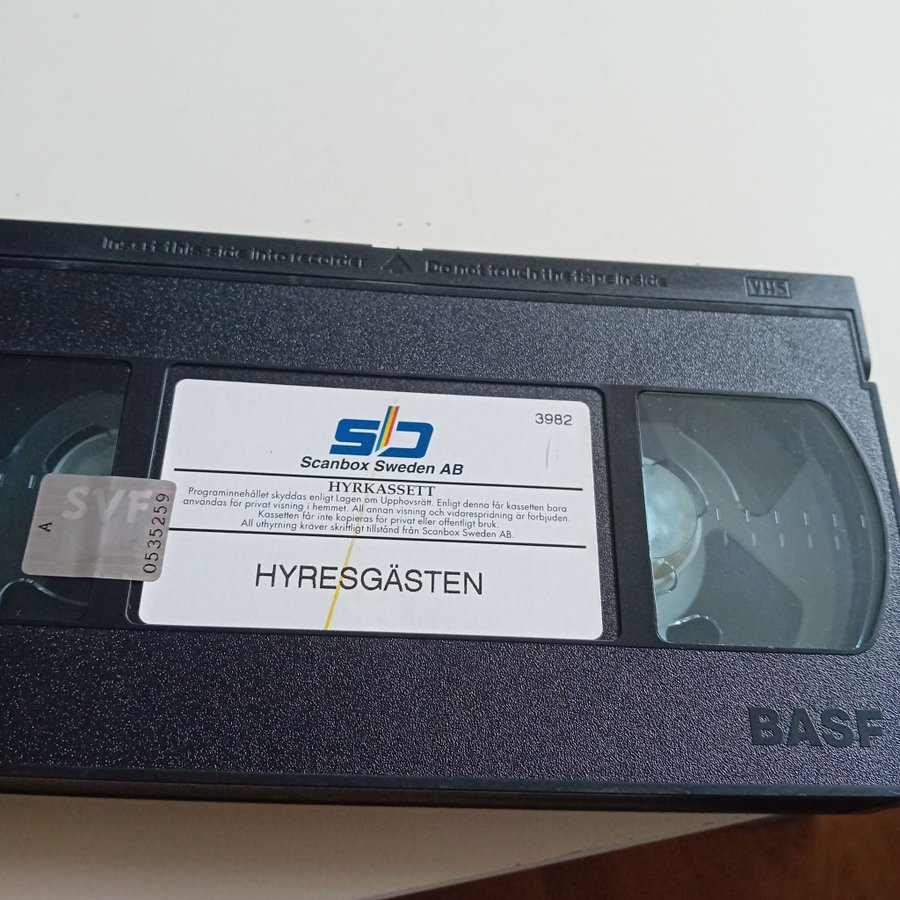 Insert this side into recorder
Do not touch the tape inside
VHS
3982
sb
Scanbox Sweden AB
HYRKASSETT
Programinnehållet skyddas enligt Lagen om Upphovsrätt. Enligt denna får kassetten bara
användas för privat visning i hemmet. All annan visning och vidarespridning är förbjuden.
Kassetten får inte kopieras för privat eller offentligt bruk.
All uthyrning kräver skriftligt tillstånd från Scanbox Sweden AB.
HYRESGÄSTEN
SVF
A
0535259
BASF